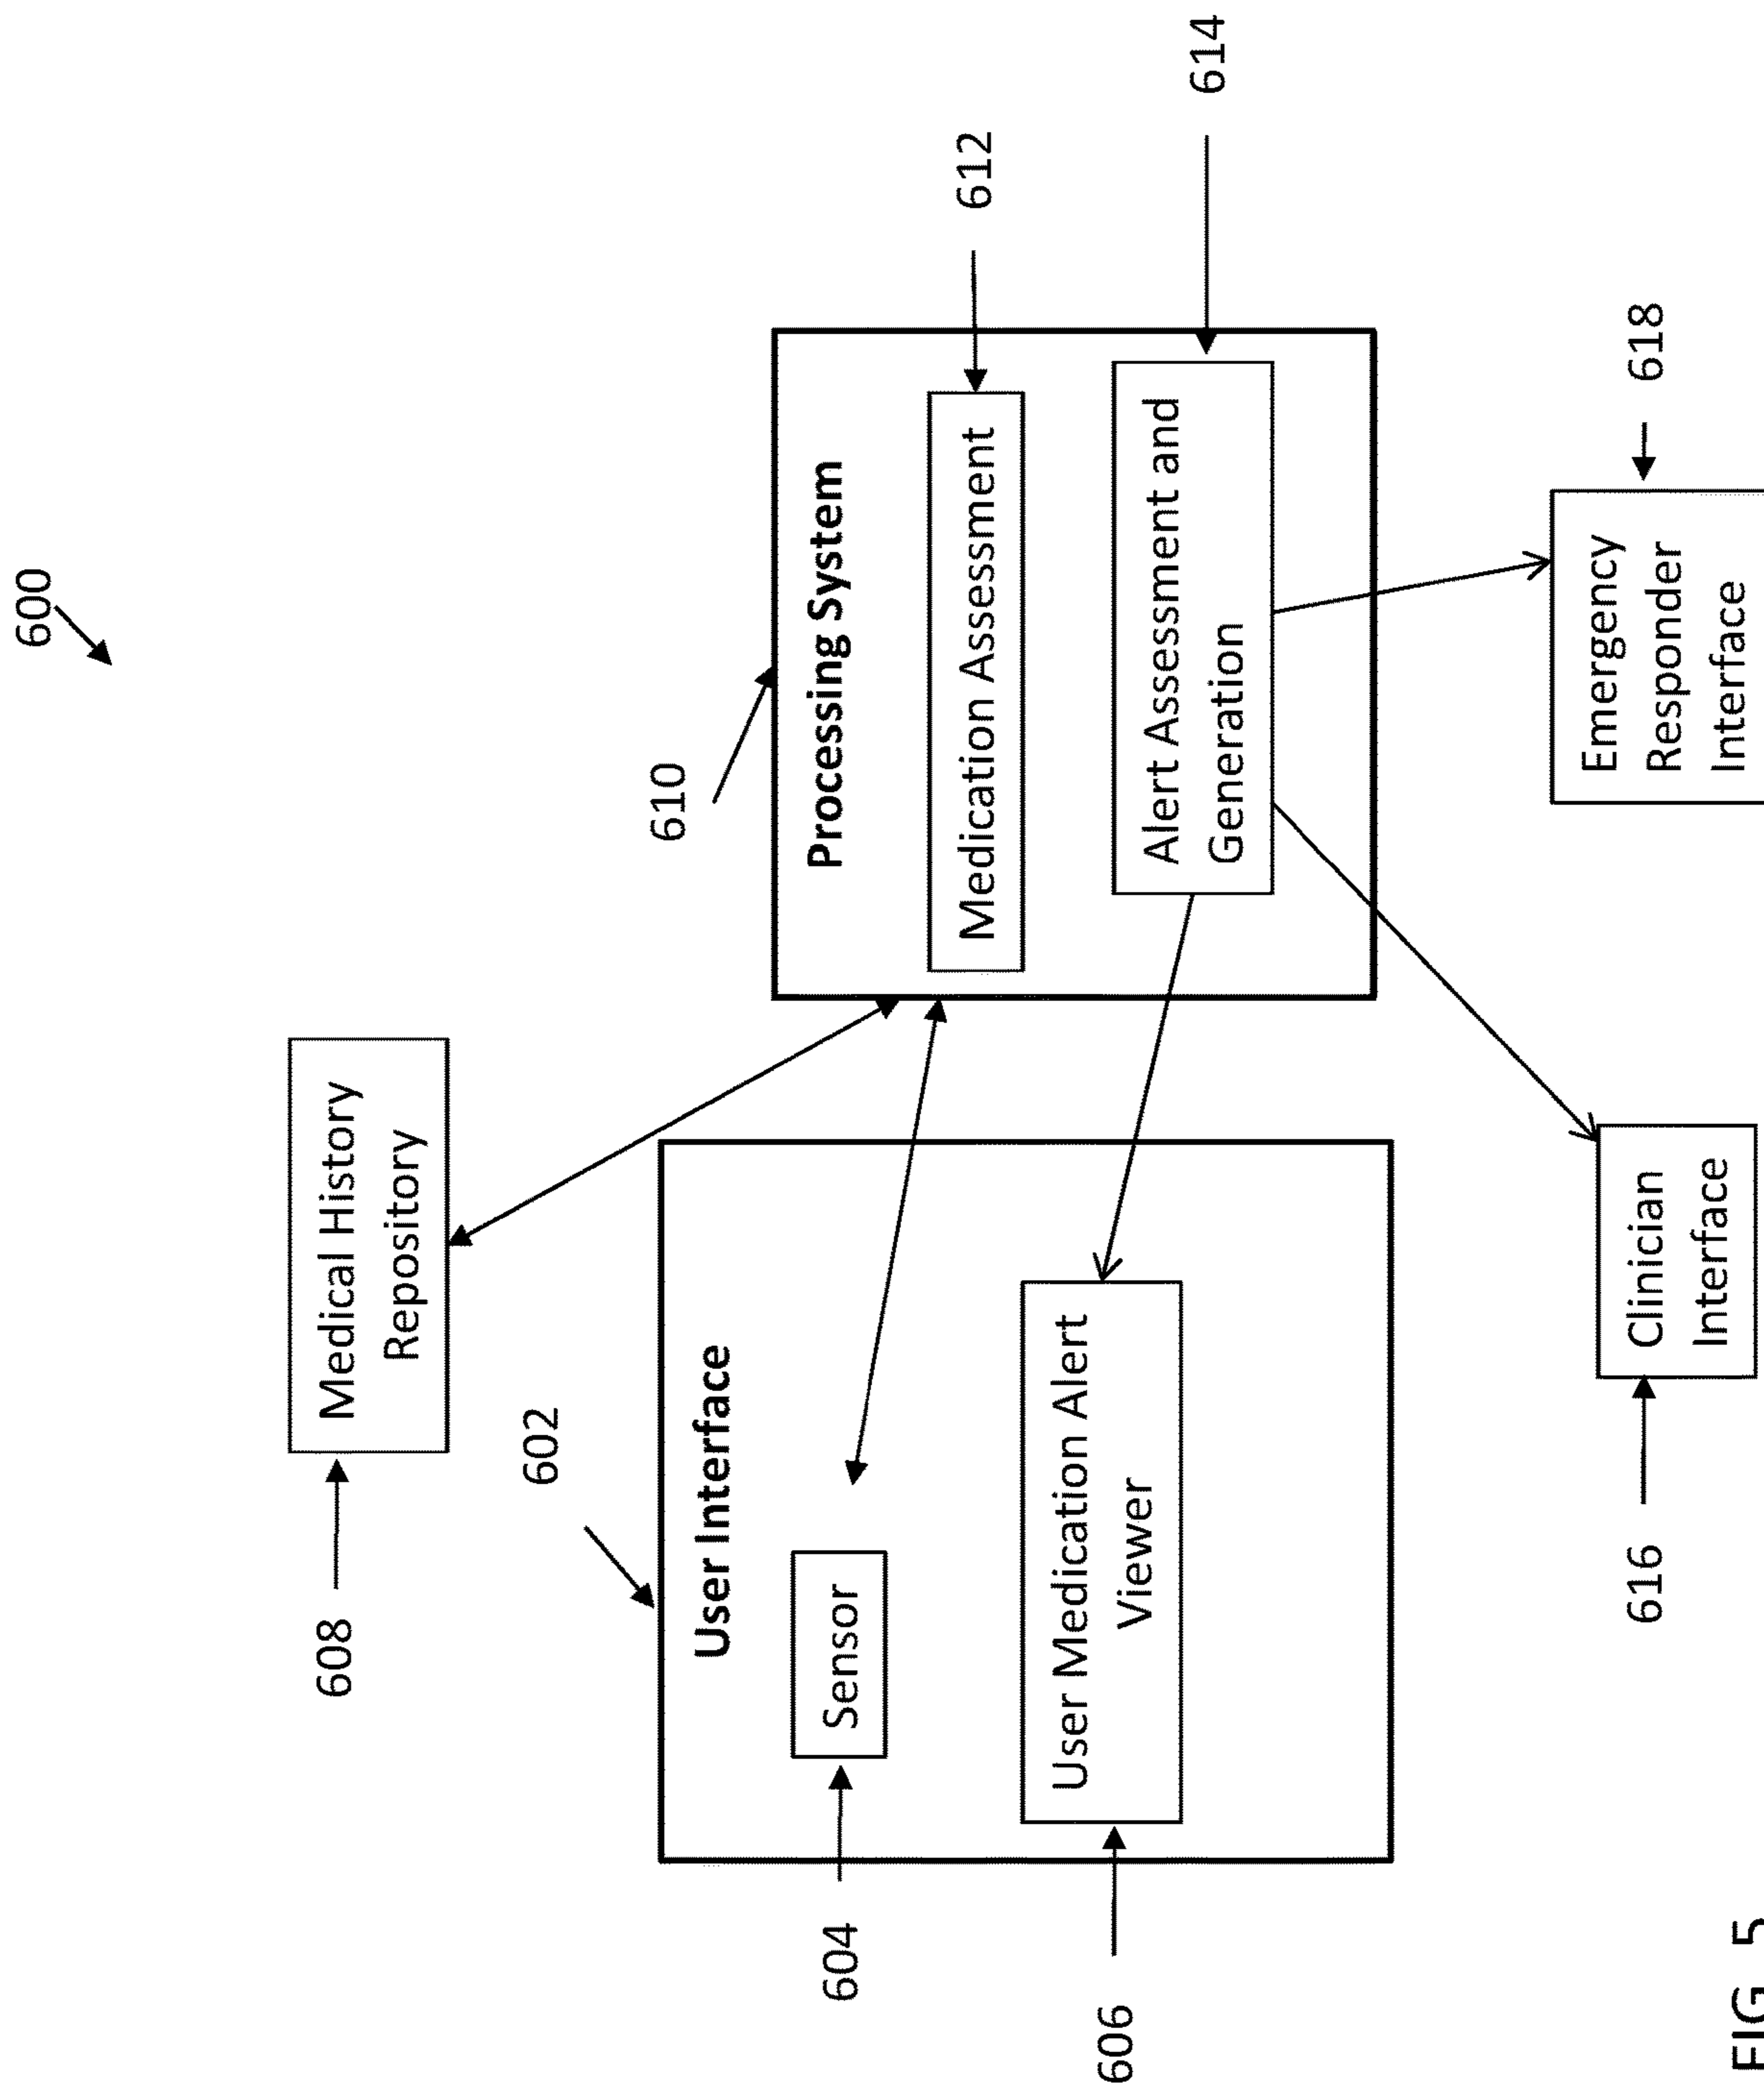 600
608
Medical History
Repository
602
610
User Interface
Processing System
604
Sensor
Medication Assessment
612
606
User Medication Alert
Viewer
Alert Assessment and
Generation
614
616
Clinician
Interface
Emergency
Responder
Interface
618
FIG. 5